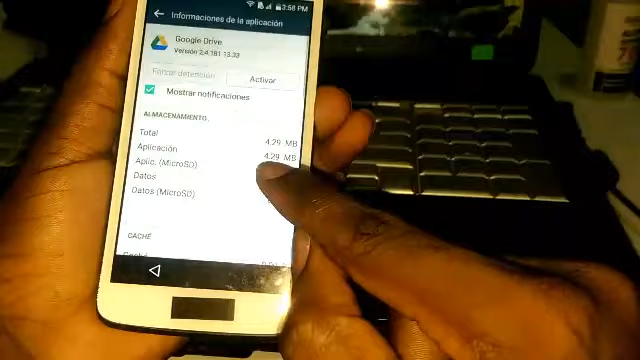 3:58 PM
Informaciones de la aplicación
Google Drive
Versión 2.4.181.13.33
Forzar detención
Activar
Mostrar notificaciones
ALMACENAMIENTO
Total
4.29 MB
Aplicación
4.29 MB
Aplic. (MicroSD)
Datos
Datos (MicroSD)
CACHÉ